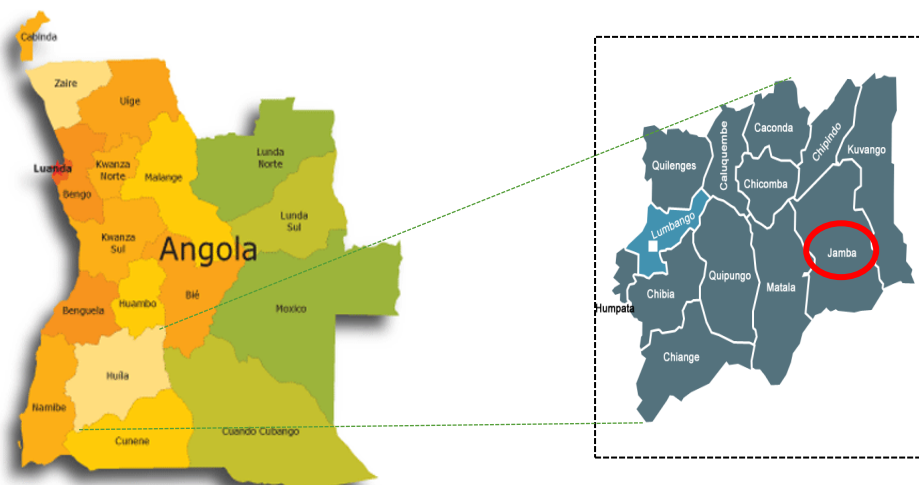 Cabinda
Zaire
Uíge
Luanda
Bengo
Kwanza
Norte
Malange
Lunda
Norte
Lunda
Sul
Kwanza
Sul
Angola
Benguela
Huambo
Bié
Moxico
Huíla
Namibe
Cunene
Cuando Cubango
Quilenges
Caluquembe
Caconda
Chipindo
Kuvango
Chicomba
Lumbango
Jamba
Chibia
Quipungo
Matala
Humpata
Chiange